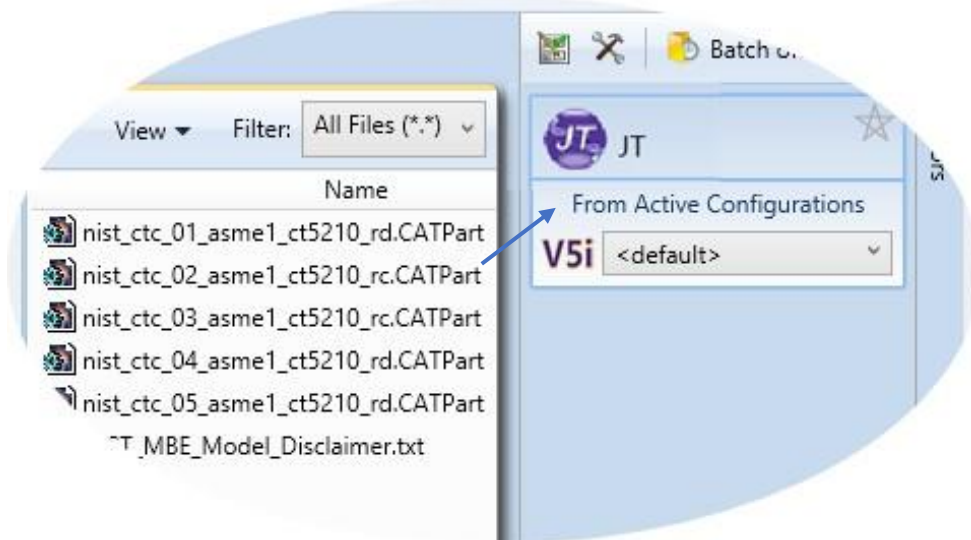 View
Filter:
All Files (*.*)
Name
nist_ctc_01_asme1_ct5210_rd.CATPart
nist_ctc_02_asme1_ct5210_rc.CATPart
nist_ctc_03_asme1_ct5210_rc.CATPart
nist_ctc_04_asme1_ct5210_rd.CATPart
nist_ctc_05_asme1_ct5210_rd.CATPart
MBE_Model_Disclaimer.txt
Batch
JT
JT
From Active Configurations
V5i
<default>